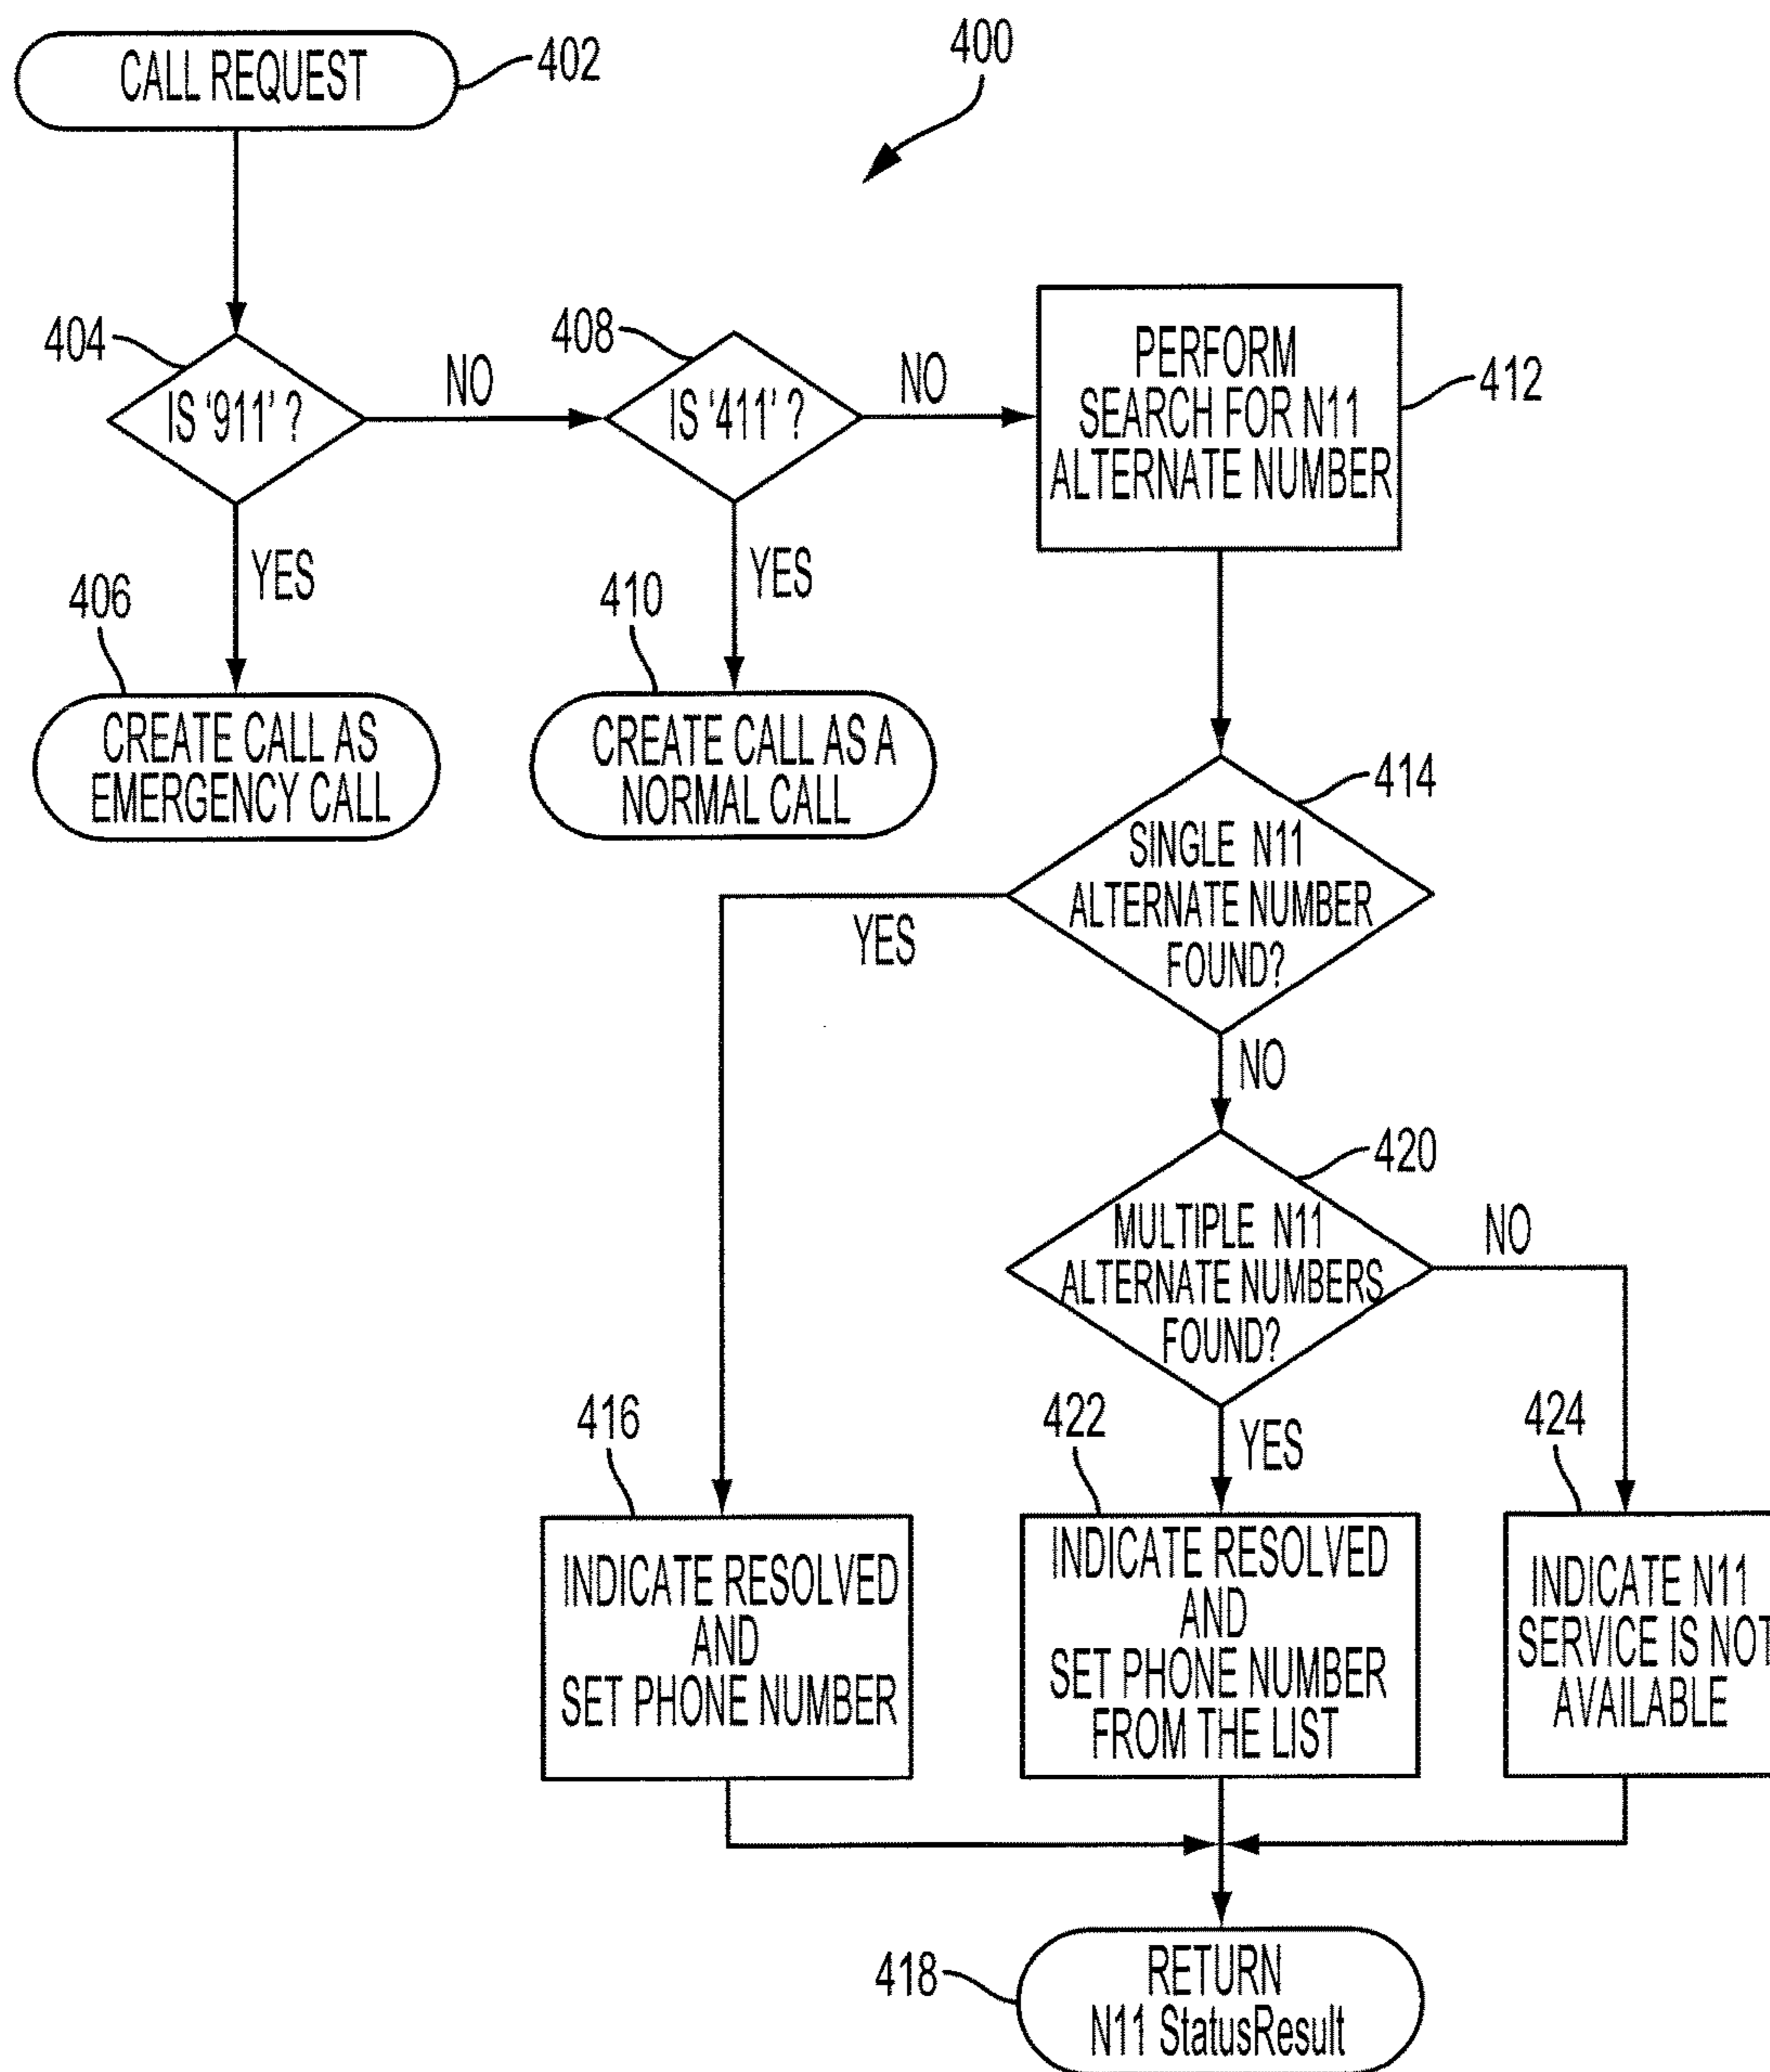 400
CALL REQUEST
402
404
IS '911' ?
NO
408
IS '411' ?
NO
PERFORM
SEARCH FOR N11
ALTERNATE NUMBER
412
YES
406
CREATE CALL AS
EMERGENCY CALL
YES
410
CREATE CALL AS A
NORMAL CALL
414
SINGLE N11
ALTERNATE NUMBER
FOUND?
YES
NO
420
MULTIPLE N11
ALTERNATE NUMBERS
FOUND?
NO
YES
416
INDICATE RESOLVED
AND
SET PHONE NUMBER
422
INDICATE RESOLVED
AND
SET PHONE NUMBER
FROM THE LIST
424
INDICATE N11
SERVICE IS NOT
AVAILABLE
418
RETURN
N11 StatusResult